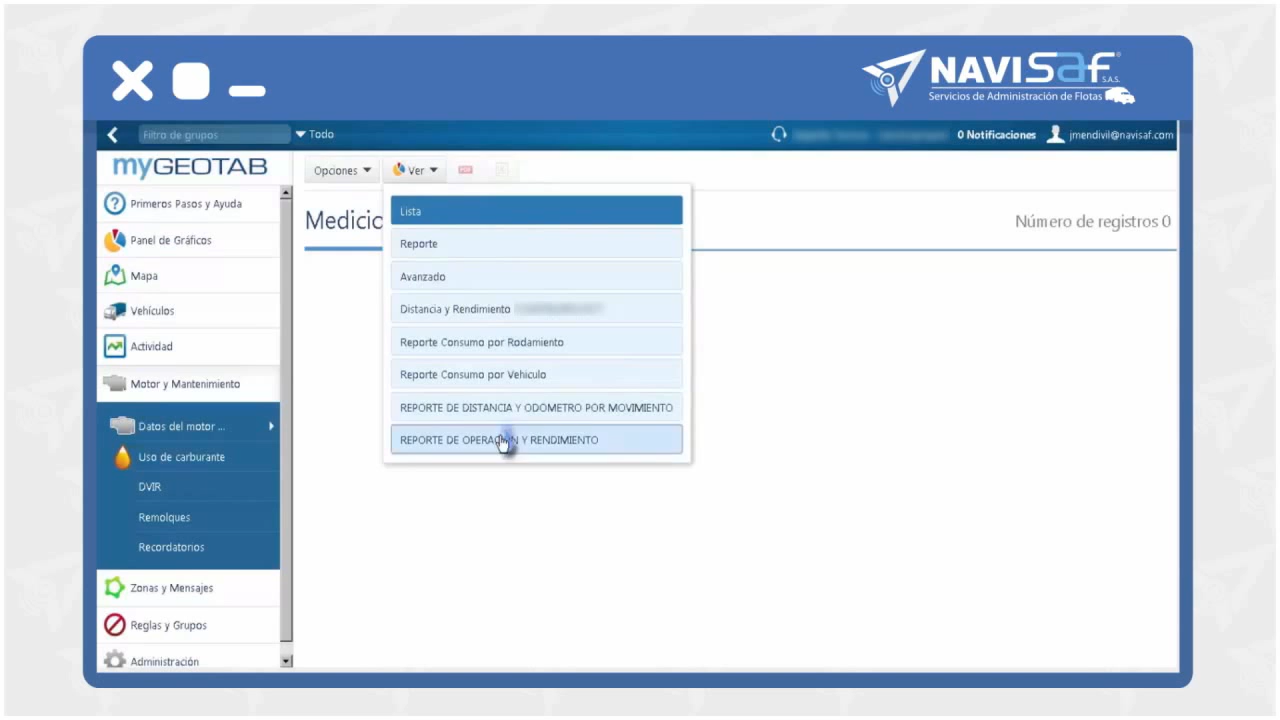 NAVISaf® S.A.S.
Servicios de Administración de Flotas
Filtro de grupos
Todo
0 Notificaciones
jmendivil@navisaf.com
myGEOTAB
Opciones
Ver
PDF
Primeros Pasos y Ayuda
Panel de Gráficos
Mapa
Vehículos
Actividad
Motor y Mantenimiento
Datos del motor ...
Uso de carburante
DVIR
Remolques
Recordatorios
Zonas y Mensajes
Reglas y Grupos
Administración
Número de registros 0
Lista
Reporte
Avanzado
Distancia y Rendimiento
Reporte Consumo por Rodamiento
Reporte Consumo por Vehiculo
REPORTE DE DISTANCIA Y ODOMETRO POR MOVIMIENTO
REPORTE DE Y RENDIMIENTO